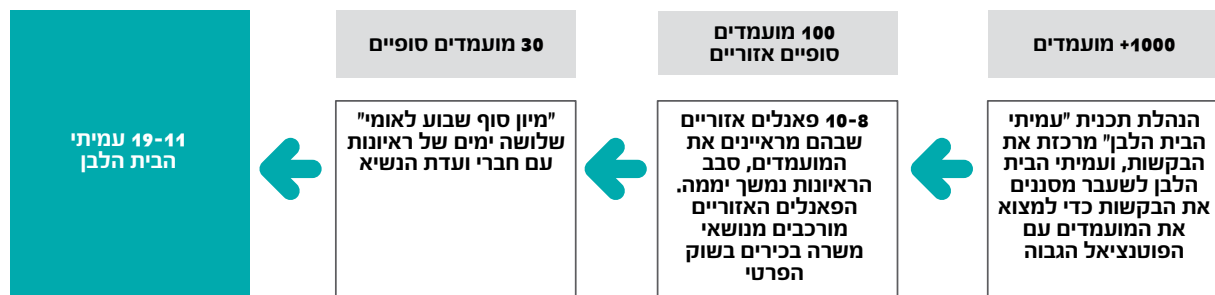 1000+ מועמדים
הנהלת תכנית "עמיתי
הבית הלבן" מרכזת את
הבקשות, ועמיתי הבית
הלבן לשעבר מסננים
את הבקשות כדי למצוא
את המועמדים עם
הפוטנציאל הגבוה
100 מועמדים
סופיים אזוריים
10-8 פאנלים אזוריים
שבהם מראיינים את
המועמדים, סבב
הראיונות נמשך יממה.
הפאנלים האזוריים
מורכבים מנושאי
משרה בכירים בשוק
הפרטי
30 מועמדים סופיים
"מיון סוף שבוע לאומי"
שלושה ימים של ראיונות
עם חברי ועדת הנשיא
19-11 עמיתי
הבית הלבן